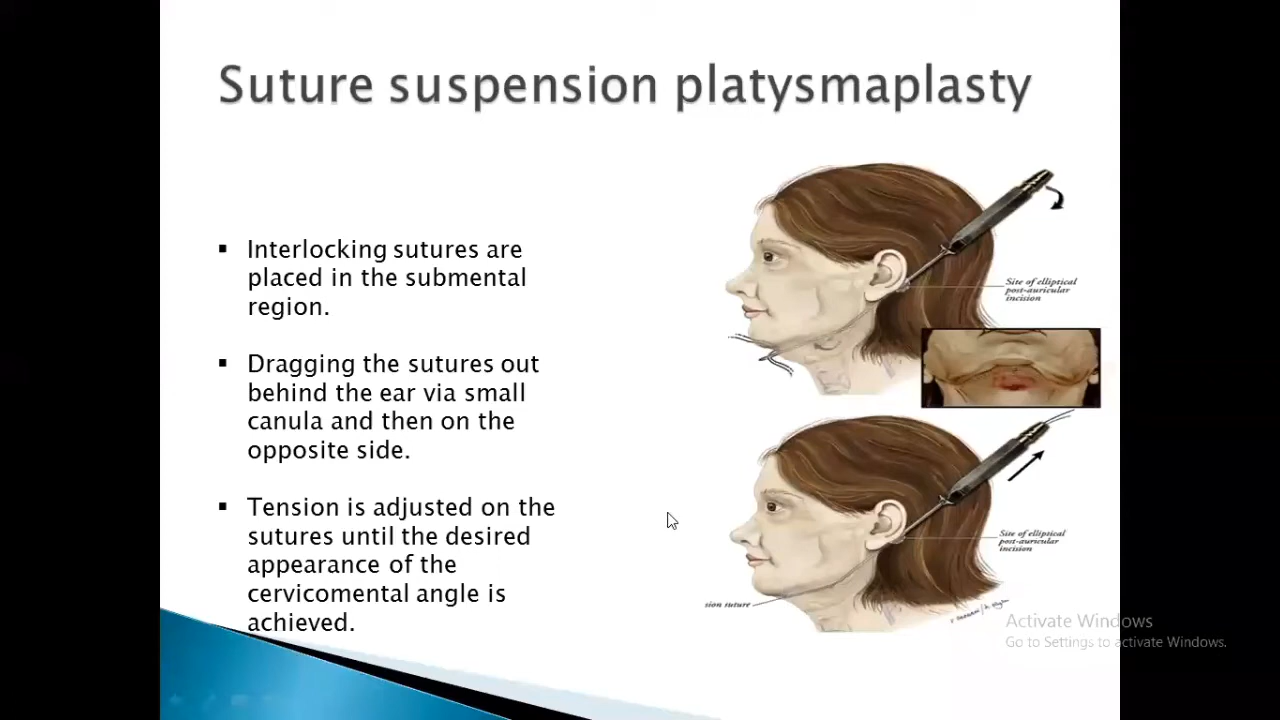 Suture suspension platysmaplasty
Interlocking sutures are
placed in the submental
region.
Dragging the sutures out
behind the ear via small
canula and then on the
opposite side.
Tension is adjusted on the
sutures until the desired
appearance of the
cervicomental angle is
achieved.
Site of elliptical
post-auricular
incision
Site of elliptical
post-auricular
incision
sion suture
Activate Windows
Go to Settings to activate Windows.